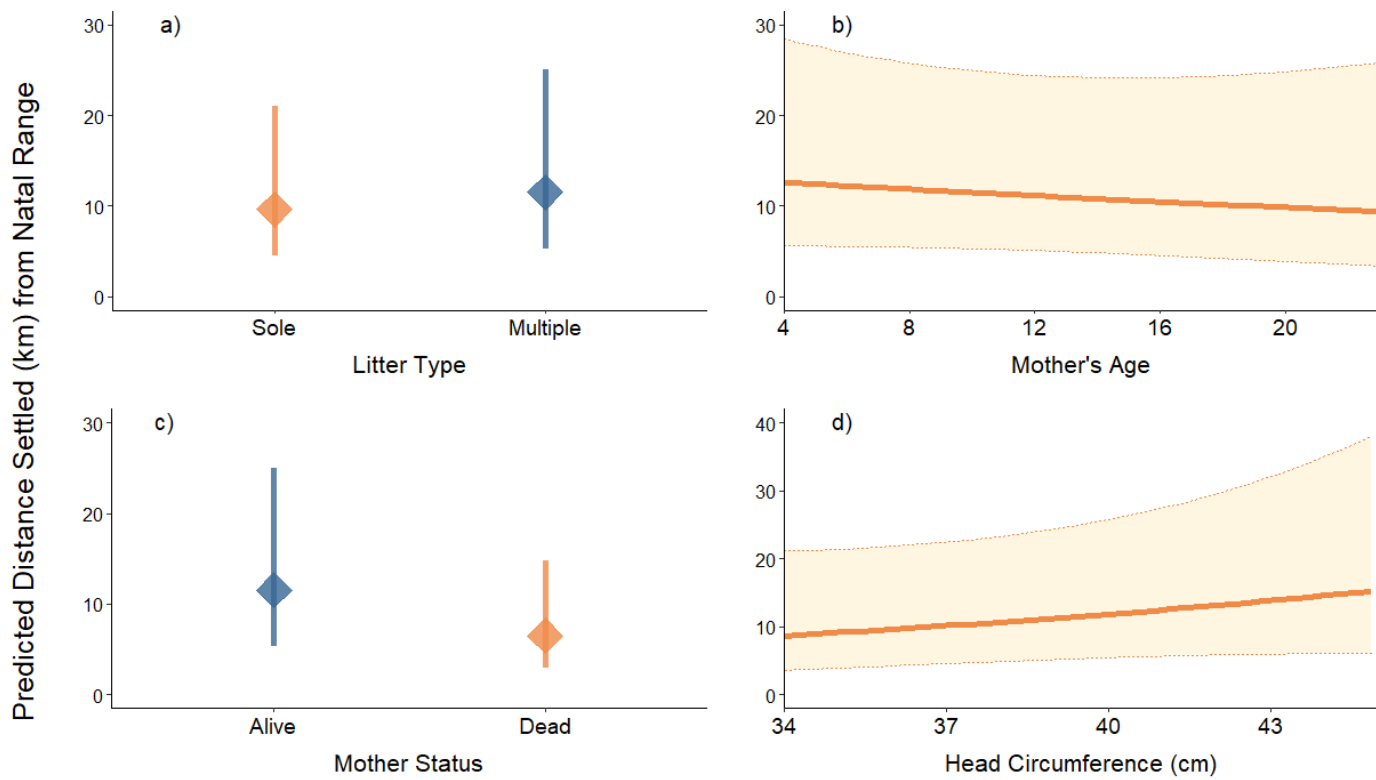 Predicted Distance Settled (km) from Natal Range
a)
30
20
10
0
Sole Multiple
Litter Type
b)
30
20
10
0
4 8 12 16 20
Mother's Age
c)
30
20
10
0
Alive Dead
Mother Status
d)
40
30
20
10
0
34 37 40 43
Head Circumference (cm)